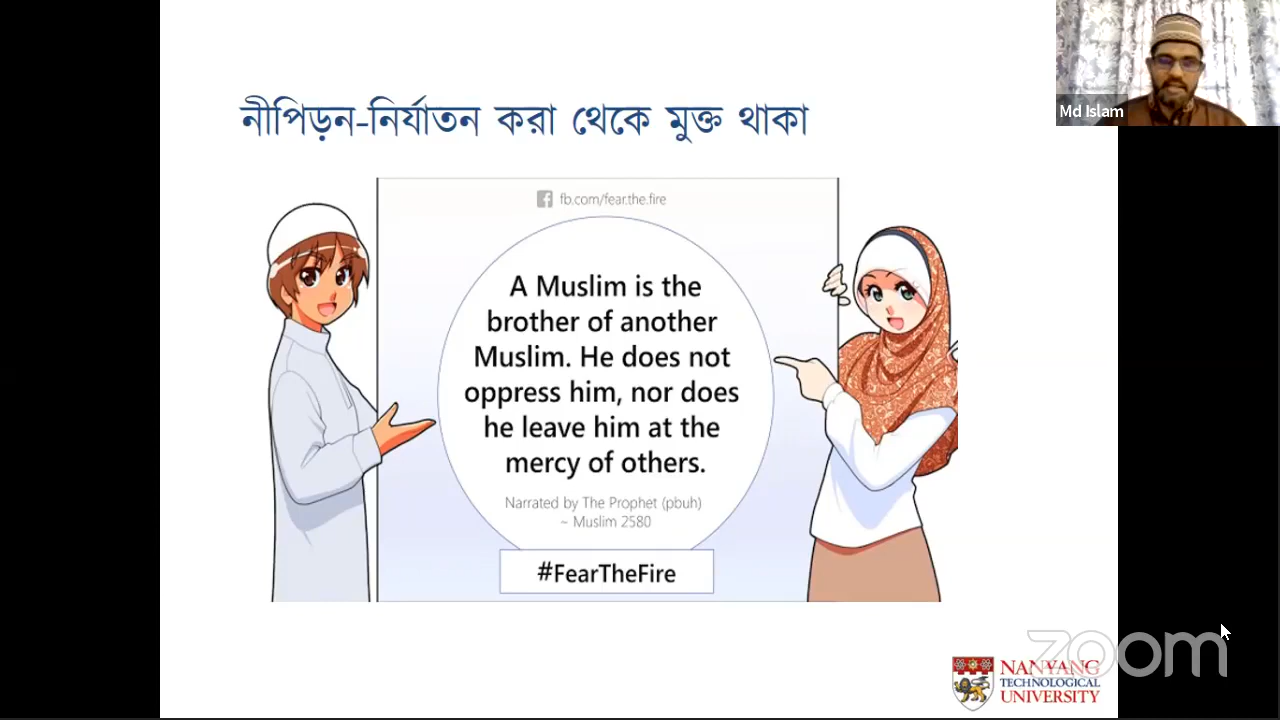 নীপিড়ন-নির্যাতন করা থেকে মুক্ত থাকা
Md Islam
fb.com/fear.the.fire
A Muslim is the
brother of another
Muslim. He does not
oppress him, nor does
he leave him at the
mercy of others.
Narrated by The Prophet (pbuh)
~ Muslim 2580
#FearTheFire
zoom
NANYANG
TECHNOLOGICAL
UNIVERSITY